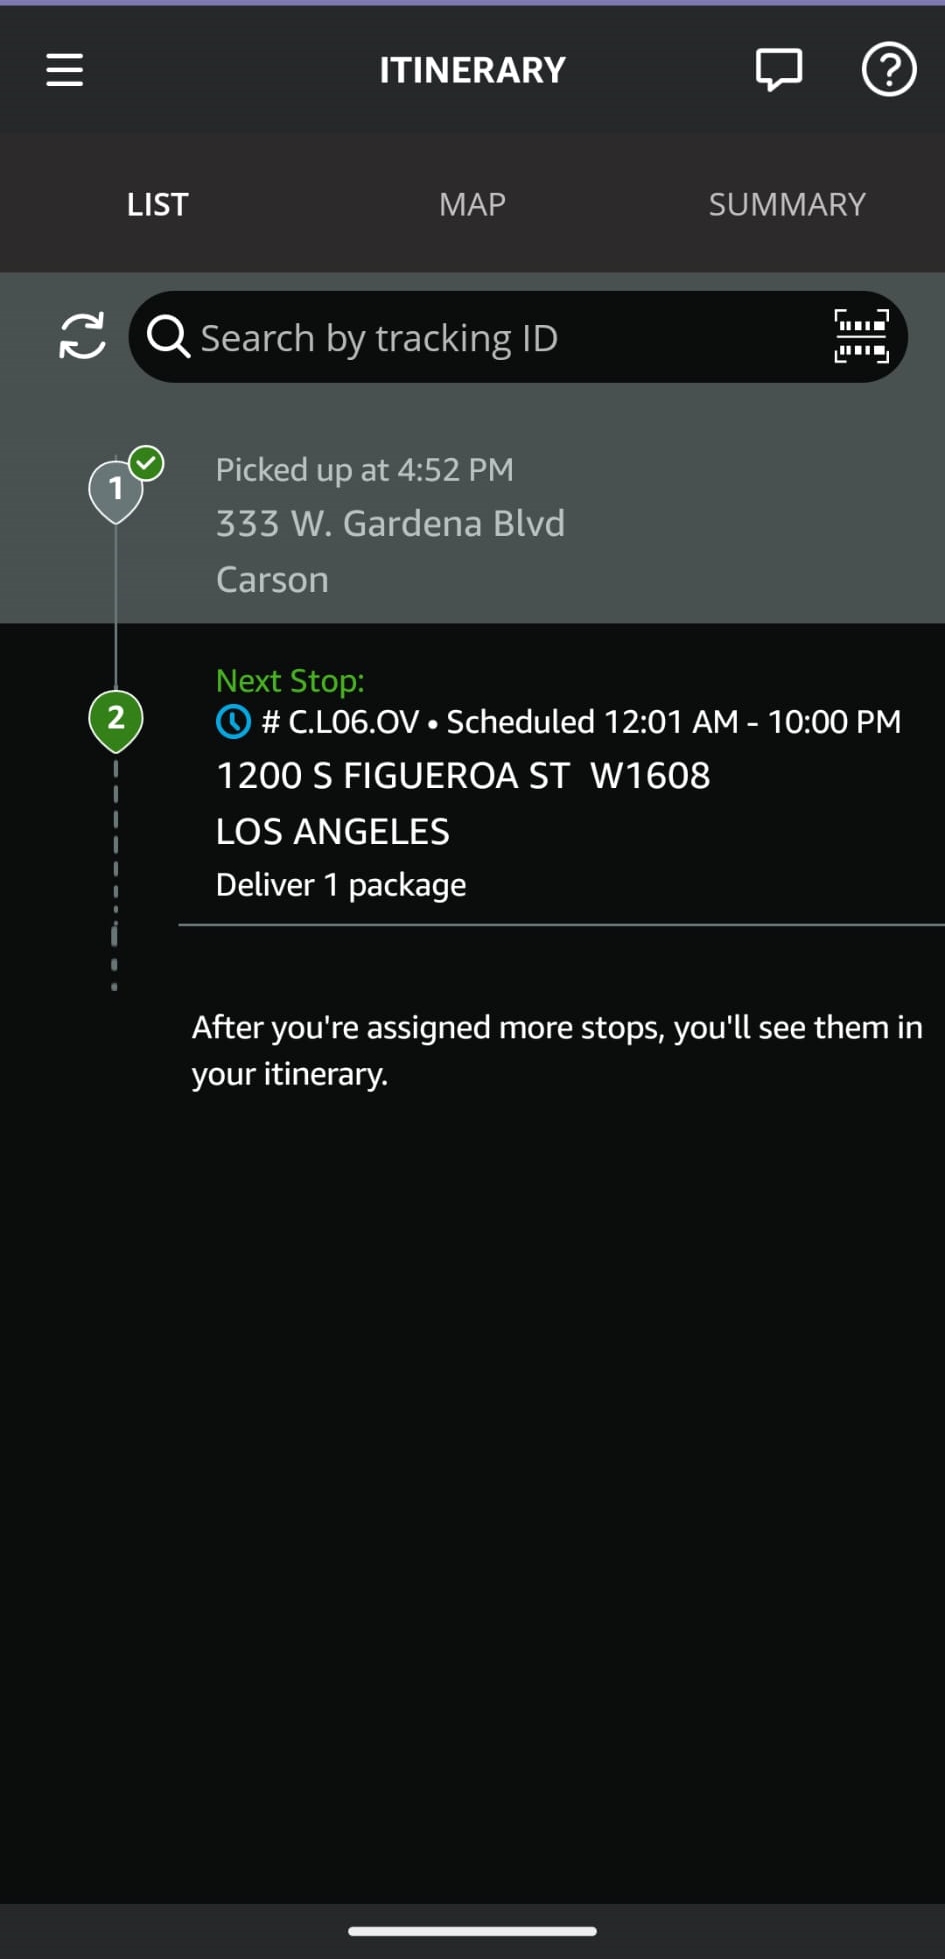 ITINERARY
LIST MAP SUMMARY
Search by tracking ID
1
Picked up at 4:52 PM
333 W. Gardena Blvd
Carson
Next Stop:
2
# C.L06.OV • Scheduled 12:01 AM - 10:00 PM
1200 S FIGUEROA ST  W1608
LOS ANGELES
Deliver 1 package
After you're assigned more stops, you'll see them in
your itinerary.